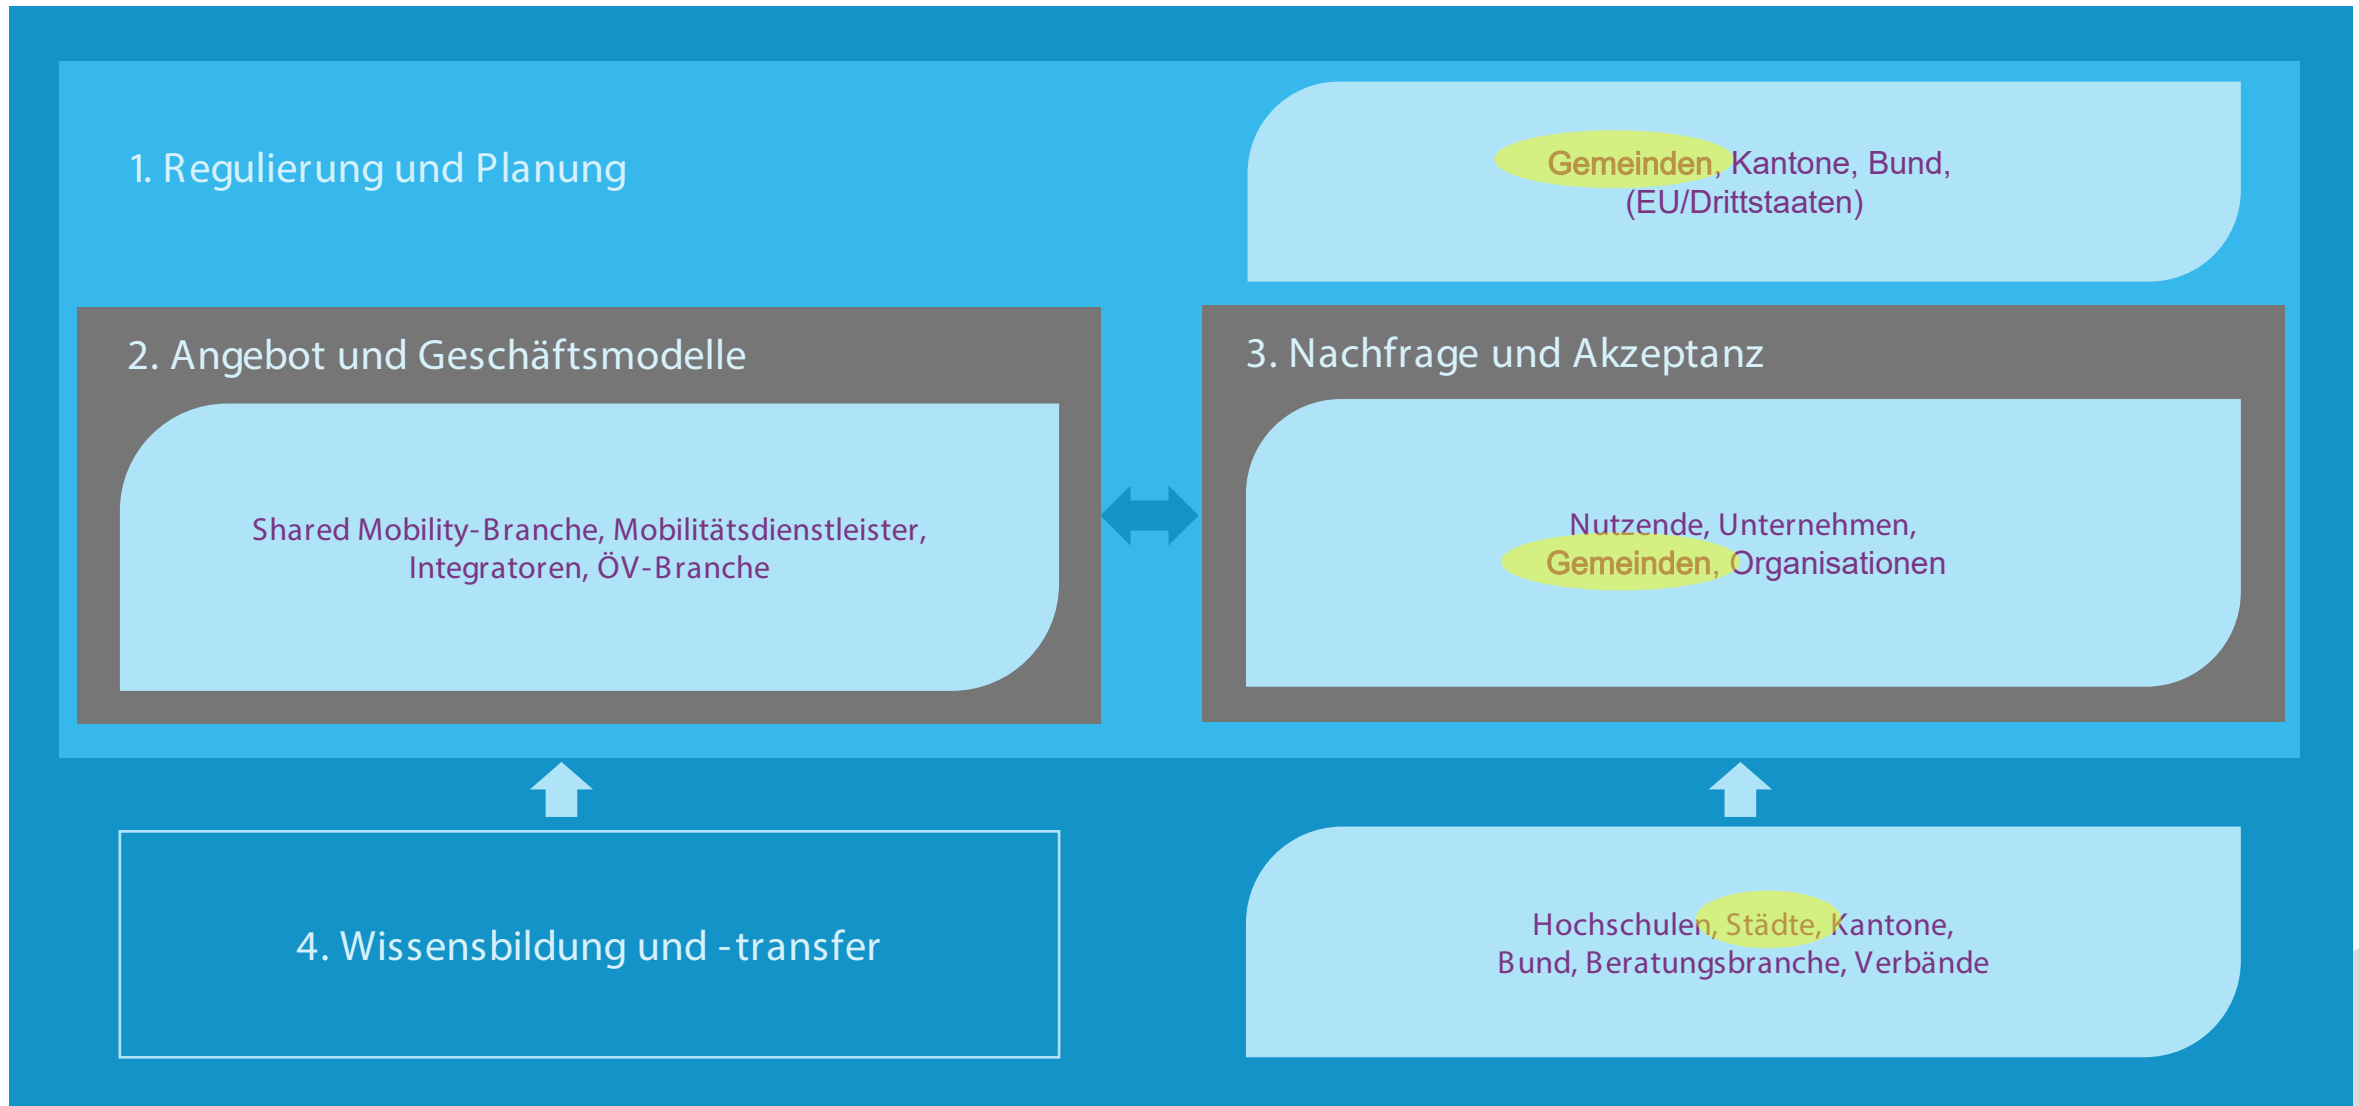 1. Regulierung und Planung
Gemeinden, Kantone, Bund,
(EU/Drittstaaten)
2. Angebot und Geschäftsmodelle
Shared Mobility-Branche, Mobilitätsdienstleister,
Integratoren, ÖV-Branche
3. Nachfrage und Akzeptanz
Nutzende, Unternehmen,
Gemeinden, Organisationen
4. Wissensbildung und -transfer
Hochschulen, Städte, Kantone,
Bund, Beratungsbranche, Verbände